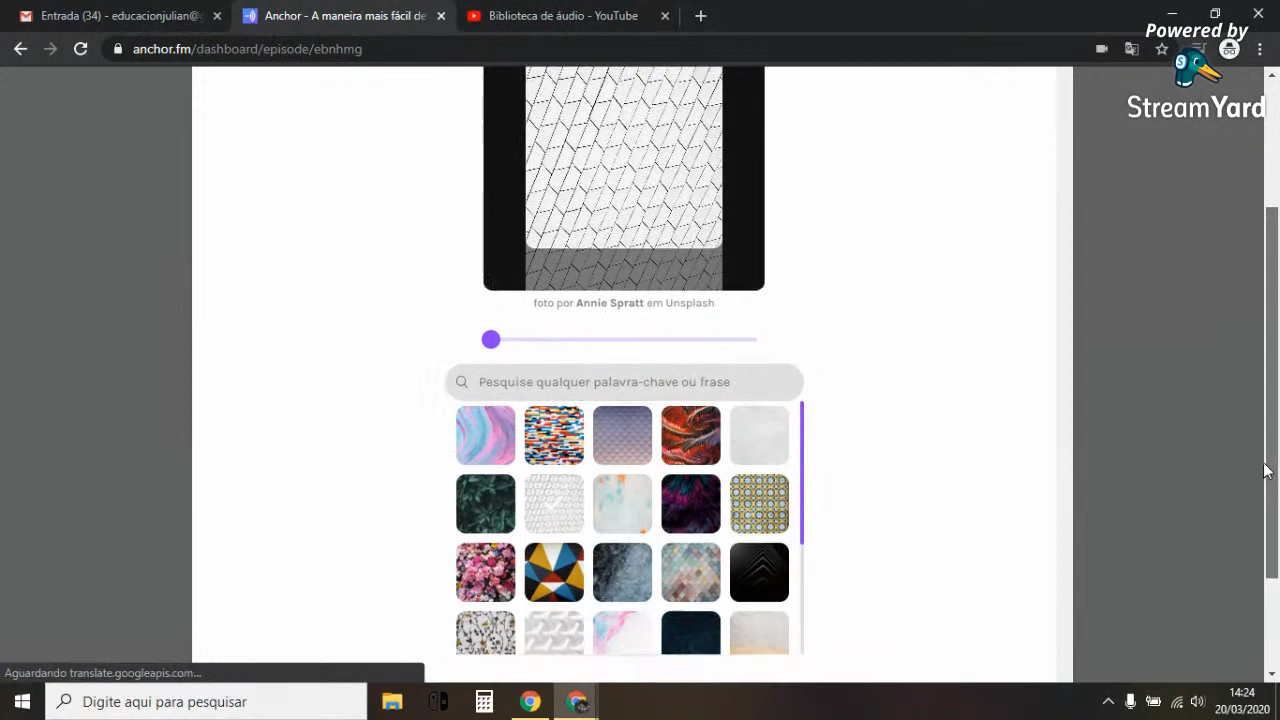 Entrada (34) - educacionjulian@
Anchor - A maneira mais fácil de
Biblioteca de áudio - YouTube
anchor.fm/dashboard/episode/ebnhmg
Powered by
S
StreamYard
foto por Annie Spratt em Unsplash
Pesquise qualquer palavra-chave ou frase
Aguardando translate.googleapis.com...
Digite aqui para pesquisar
14:24
20/03/2020